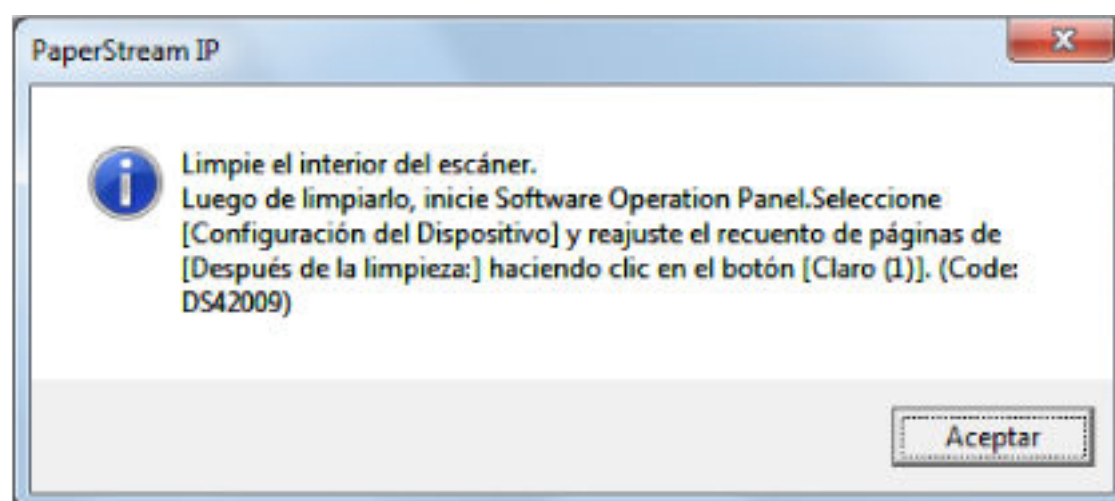 PaperStream IP
Limpie el interior del escáner.
Luego de limpiarlo, inicie Software Operation Panel.Seleccione
[Configuración del Dispositivo] y reajuste el recuento de páginas de
[Después de la limpieza:] haciendo clic en el botón [Claro (1)]. (Code:
DS42009)
Aceptar